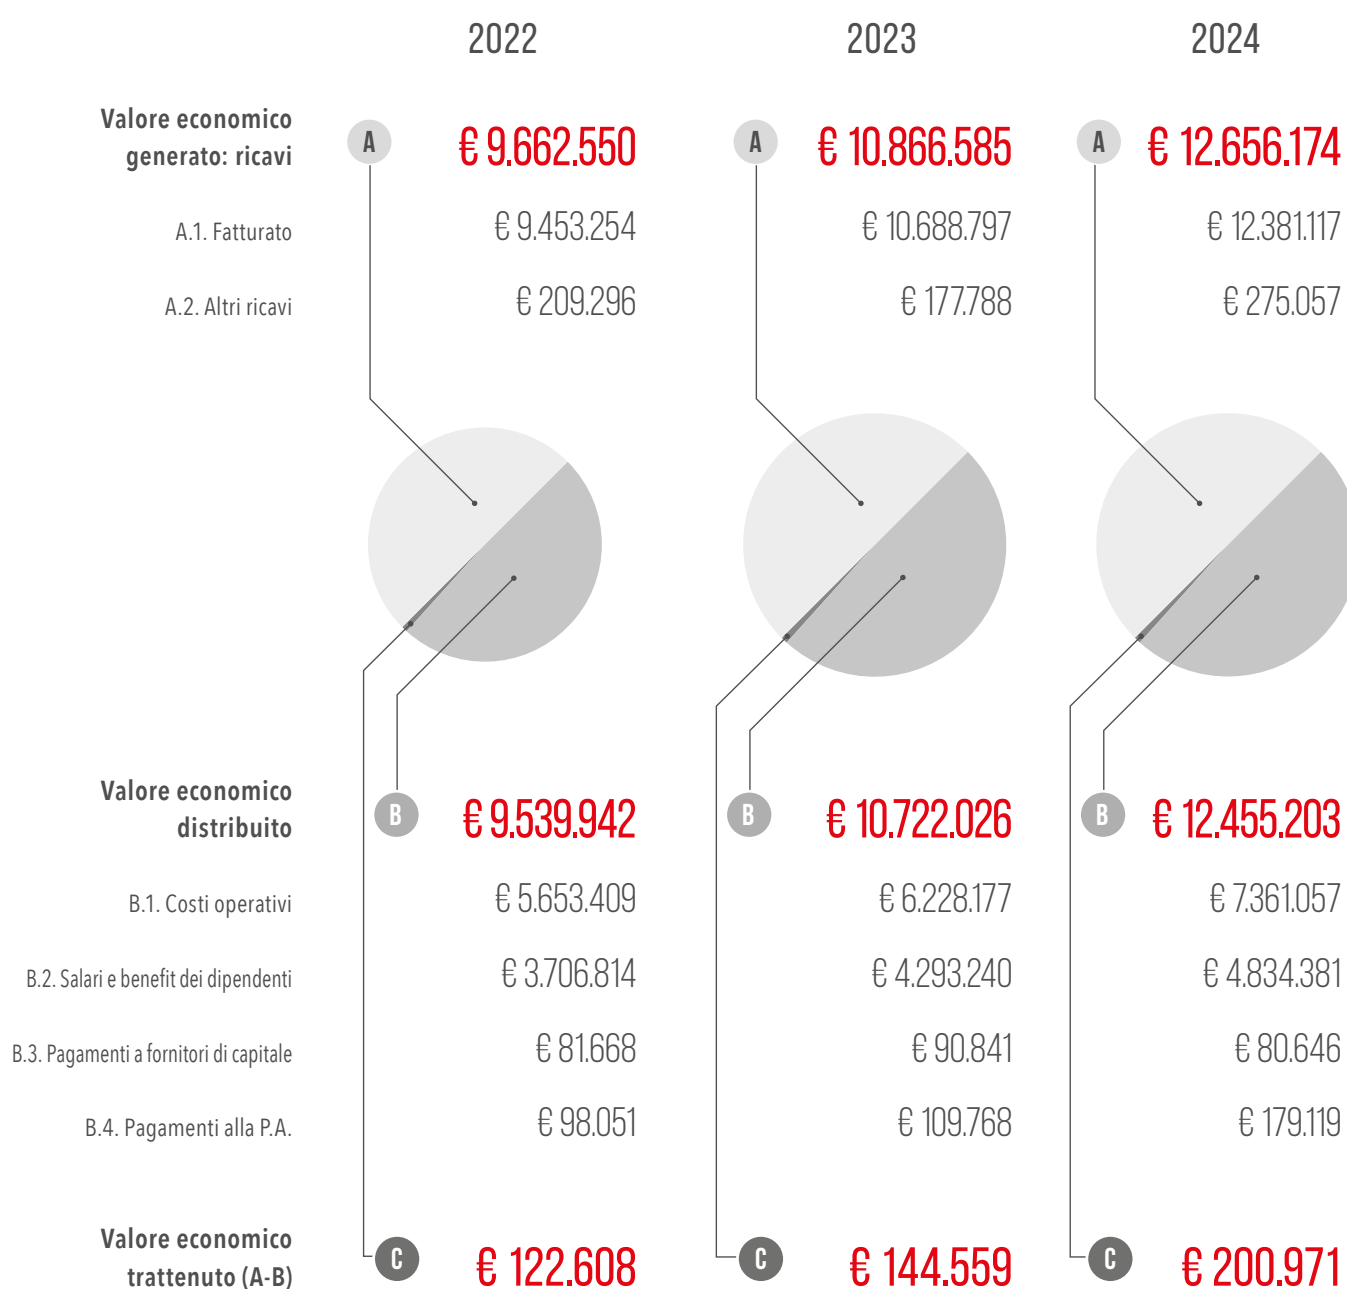 2022 2023 2024
Valore economico
generato: ricavi
A € 9.662.550 A € 10.866.585 A € 12.656.174
A.1. Fatturato € 9.453.254 € 10.688.797 € 12.381.117
A.2. Altri ricavi € 209.296 € 177.788 € 275.057
Valore economico
distribuito
B € 9.539.942 B € 10.722.026 B € 12.455.203
B.1. Costi operativi € 5.653.409 € 6.228.177 € 7.361.057
B.2. Salari e benefit dei dipendenti € 3.706.814 € 4.293.240 € 4.834.381
B.3. Pagamenti a fornitori di capitale € 81.668 € 90.841 € 80.646
B.4. Pagamenti alla P.A. € 98.051 € 109.768 € 179.119
Valore economico
trattenuto (A-B)
C € 122.608 C € 144.559 C € 200.971